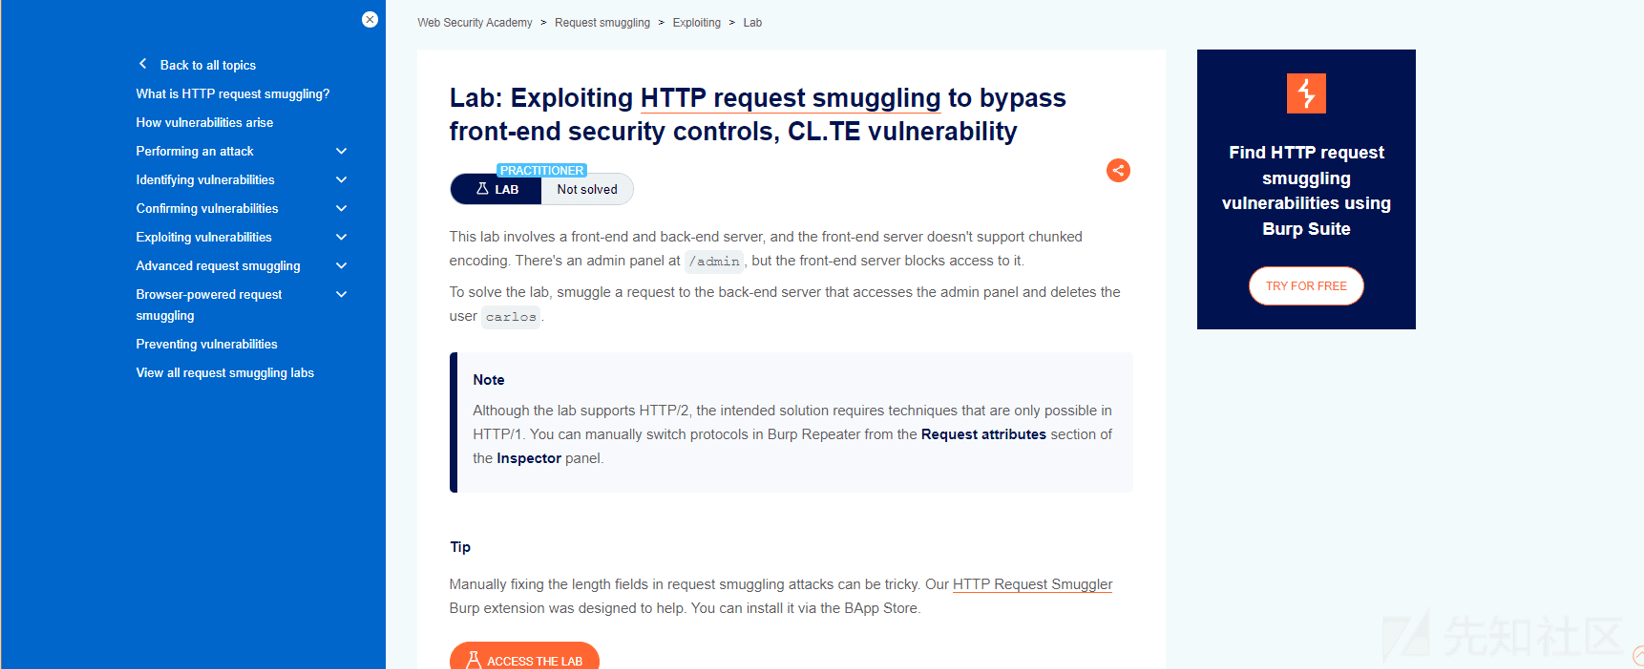 Back to all topics
What is HTTP request smuggling?
How vulnerabilities arise
Performing an attack
Identifying vulnerabilities
Confirming vulnerabilities
Exploiting vulnerabilities
Advanced request smuggling
Browser-powered request
smuggling
Preventing vulnerabilities
View all request smuggling labs
Web Security Academy > Request smuggling > Exploiting > Lab
Lab: Exploiting HTTP request smuggling to bypass
front-end security controls, CL.TE vulnerability
PRACTITIONER
LAB Not solved
This lab involves a front-end and back-end server, and the front-end server doesn't support chunked
encoding. There's an admin panel at /admin, but the front-end server blocks access to it.
To solve the lab, smuggle a request to the back-end server that accesses the admin panel and deletes the
user carlos.
Note
Although the lab supports HTTP/2, the intended solution requires techniques that are only possible in
HTTP/1. You can manually switch protocols in Burp Repeater from the Request attributes section of
the Inspector panel.
Tip
Manually fixing the length fields in request smuggling attacks can be tricky. Our HTTP Request Smuggler
Burp extension was designed to help. You can install it via the BApp Store.
ACCESS THE LAB
Find HTTP request
smuggling
vulnerabilities using
Burp Suite
TRY FOR FREE
先知社区